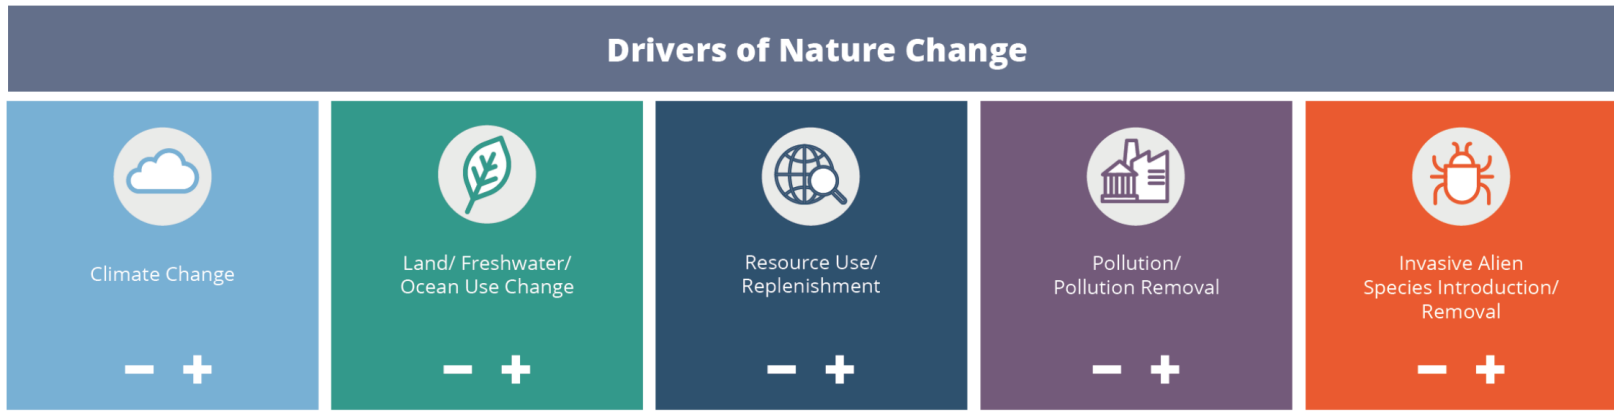 Drivers of Nature Change
Climate Change
Land/ Freshwater/
Ocean Use Change
Resource Use/
Replenishment
Pollution/
Pollution Removal
Invasive Alien
Species Introduction/
Removal
− +
− +
− +
− +
− +